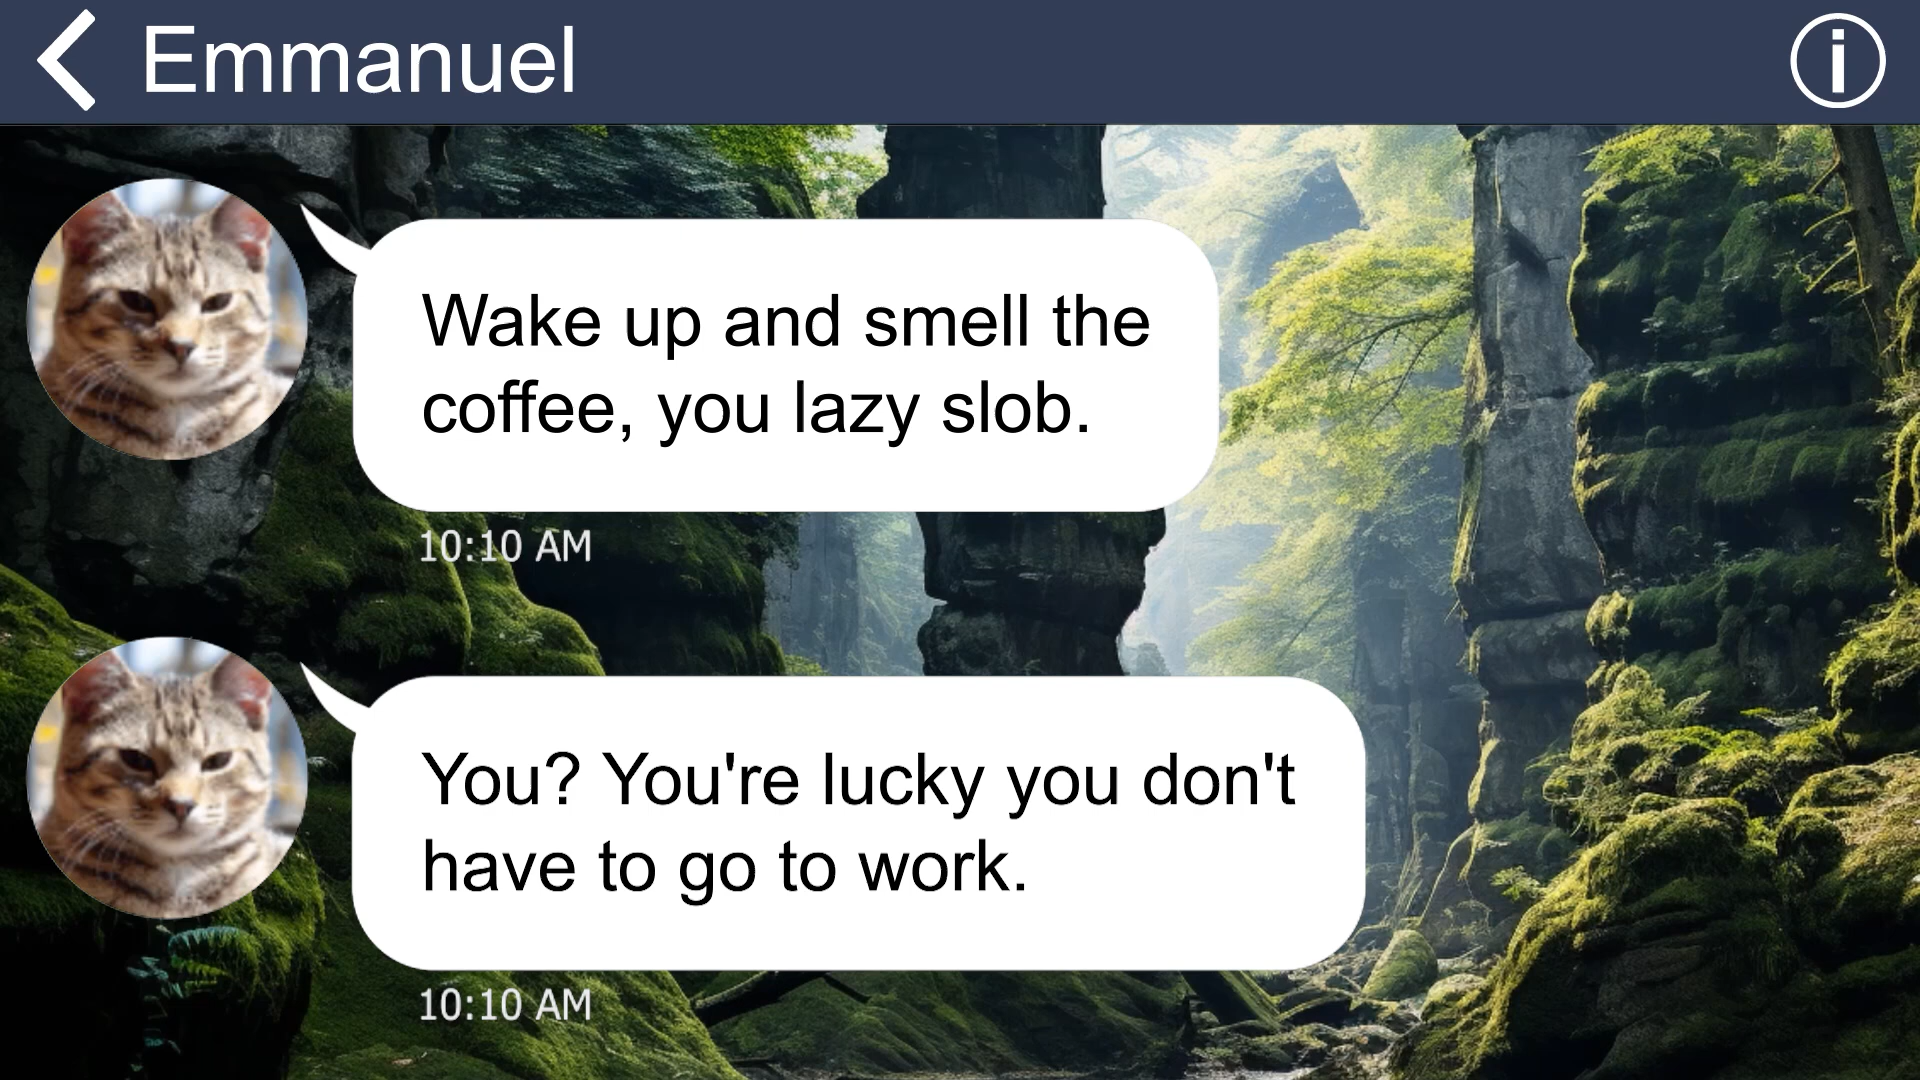 Emmanuel
Wake up and smell the
coffee, you lazy slob.
10:10 AM
You? You're lucky you don't
have to go to work.
10:10 AM